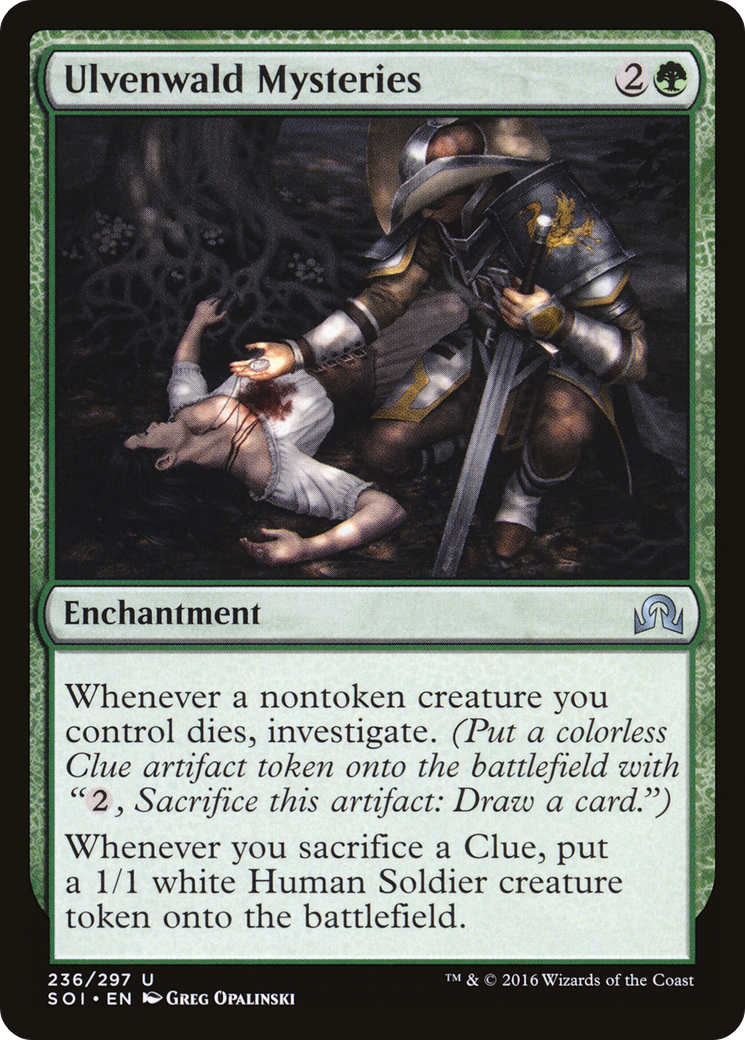 Ulvenwald Mysteries 2
Enchantment
Whenever a nontoken creature you
control dies, investigate. (Put a colorless
Clue artifact token onto the battlefield with
“2, Sacrifice this artifact: Draw a card.”)
Whenever you sacrifice a Clue, put
a 1/1 white Human Soldier creature
token onto the battlefield.
236/297 U
SOI • EN Greg Opalinski
™ & © 2016 Wizards of the Coast